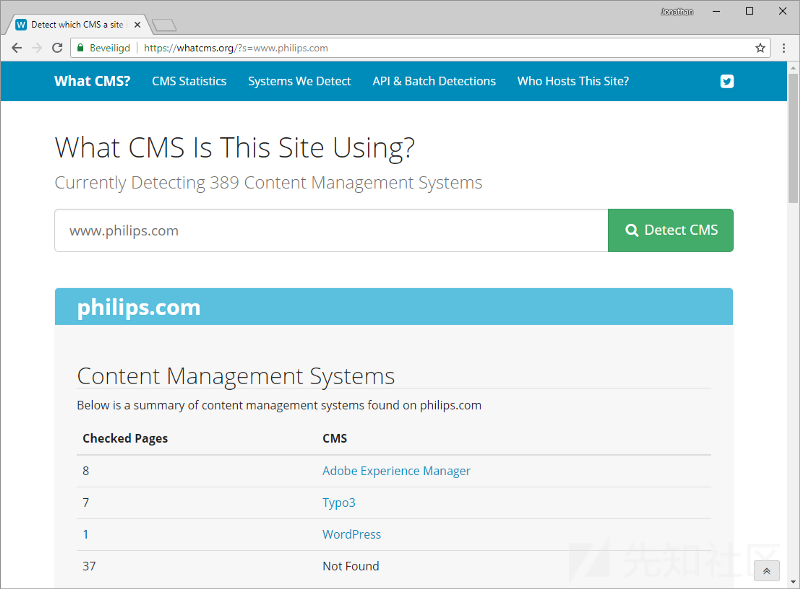 Jonathan
Detect which CMS a site
Beveiligd
https://whatcms.org/?s=www.philips.com
What CMS?
CMS Statistics
Systems We Detect
API & Batch Detections
Who Hosts This Site?
What CMS Is This Site Using?
Currently Detecting 389 Content Management Systems
www.philips.com
Detect CMS
philips.com
Content Management Systems
Below is a summary of content management systems found on philips.com
Checked Pages CMS
8 Adobe Experience Manager
7 Typo3
1 WordPress
37 Not Found
先知社区